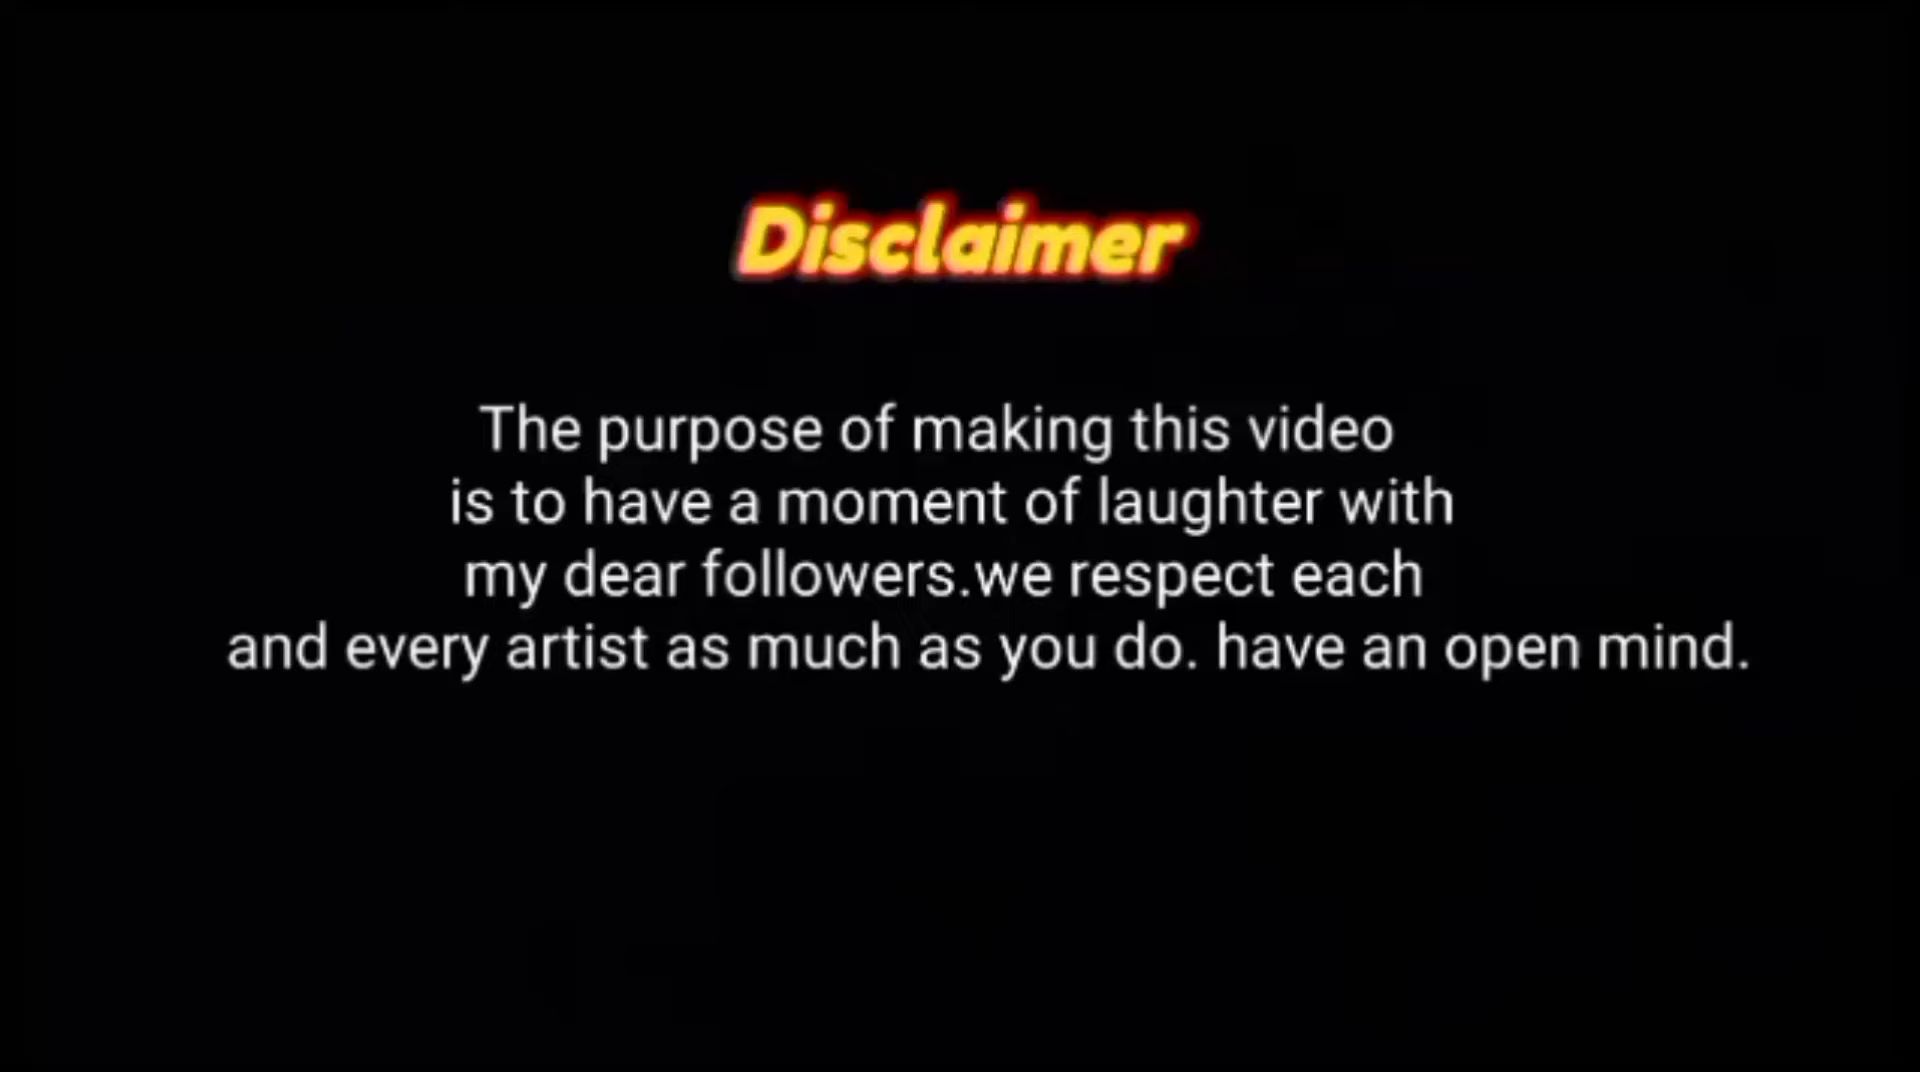 Disclaimer
The purpose of making this video
is to have a moment of laughter with
my dear followers.we respect each
and every artist as much as you do. have an open mind.